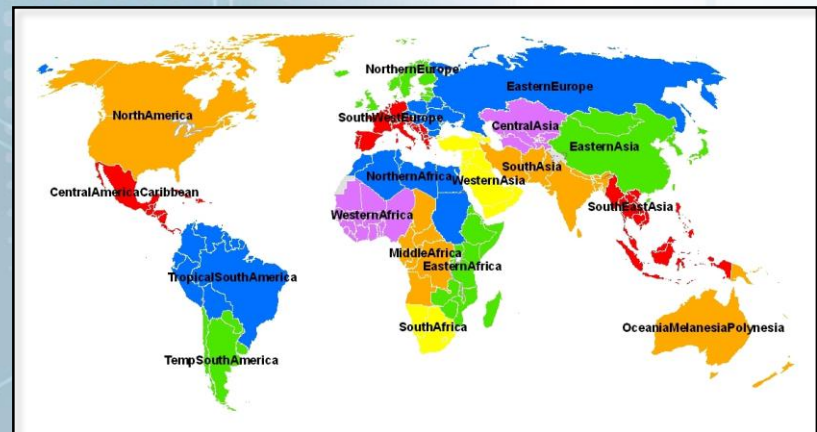 NorthernEurope
EasternEurope
NorthAmerica
SouthWestEurope
CentralAsia
EasternAsia
SouthAsia
NorthernAfrica
WesternAsia
CentralAmericaCaribbean
SouthEastAsia
WesternAfrica
MiddleAfrica
EasternAfrica
TropicalSouthAmerica
SouthAfrica
OceaniaMelanesiaPolynesia
TempSouthAmerica